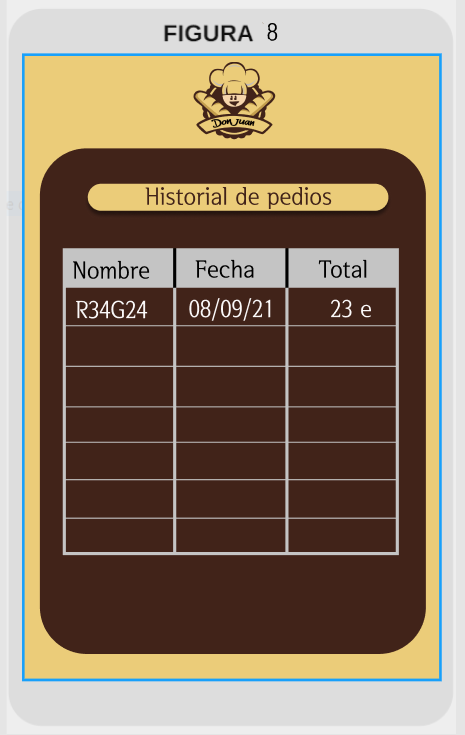 FIGURA 8
Don Juan
Historial de pedios
Nombre Fecha Total
R34G24 08/09/21 23 e